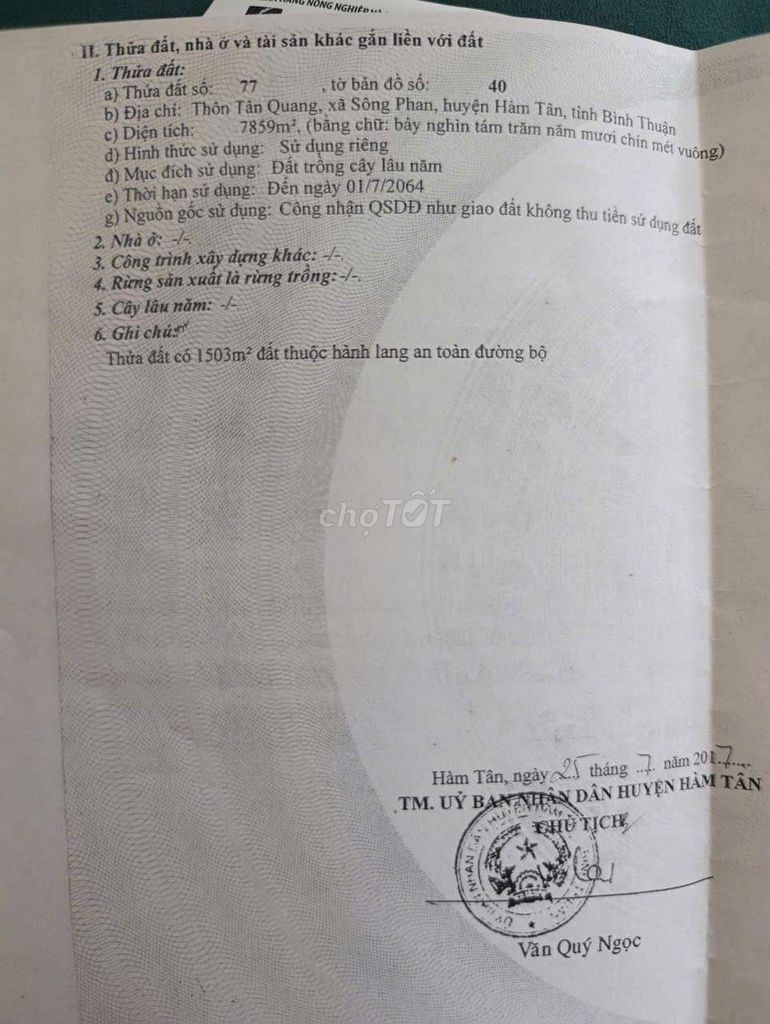 NÔNG NGHIỆP
II. Thửa đất, nhà ở và tài sản khác gắn liền với đất
1. Thửa đất:
a) Thửa đất số: 77 , tờ bản đồ số: 40
b) Địa chỉ: Thôn Tân Quang, xã Sông Phan, huyện Hàm Tân, tỉnh Bình Thuận
c) Diện tích: 7859m², (bằng chữ: bảy nghìn tám trăm năm mươi chín mét vuông)
d) Hình thức sử dụng: Sử dụng riêng
đ) Mục đích sử dụng: Đất trồng cây lâu năm
e) Thời hạn sử dụng: Đến ngày 01/7/2064
g) Nguồn gốc sử dụng: Công nhận QSDĐ như giao đất không thu tiền sử dụng đất
2. Nhà ở: -/-.
3. Công trình xây dựng khác: -/-.
4. Rừng sản xuất là rừng trồng: -/-.
5. Cây lâu năm: -/-
6. Ghi chú:
Thửa đất có 1503m² đất thuộc hành lang an toàn đường bộ
chợTỐT
Hàm Tân, ngày 25 tháng 7 năm 2017
TM. UỶ BAN NHÂN DÂN HUYỆN HÀM TÂN
CHỦ TỊCH
Văn Quý Ngọc